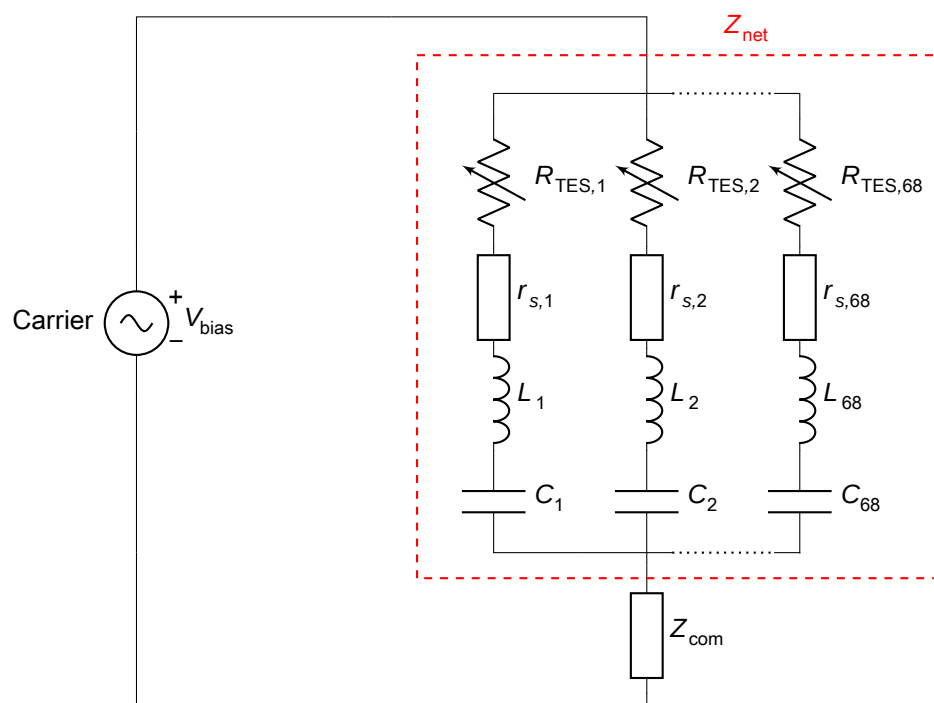 Z_net
R_TES,1
R_TES,2
R_TES,68
r_s,1
r_s,2
r_s,68
Carrier
+
V_bias
−
L_1
L_2
L_68
C_1
C_2
C_68
Z_com